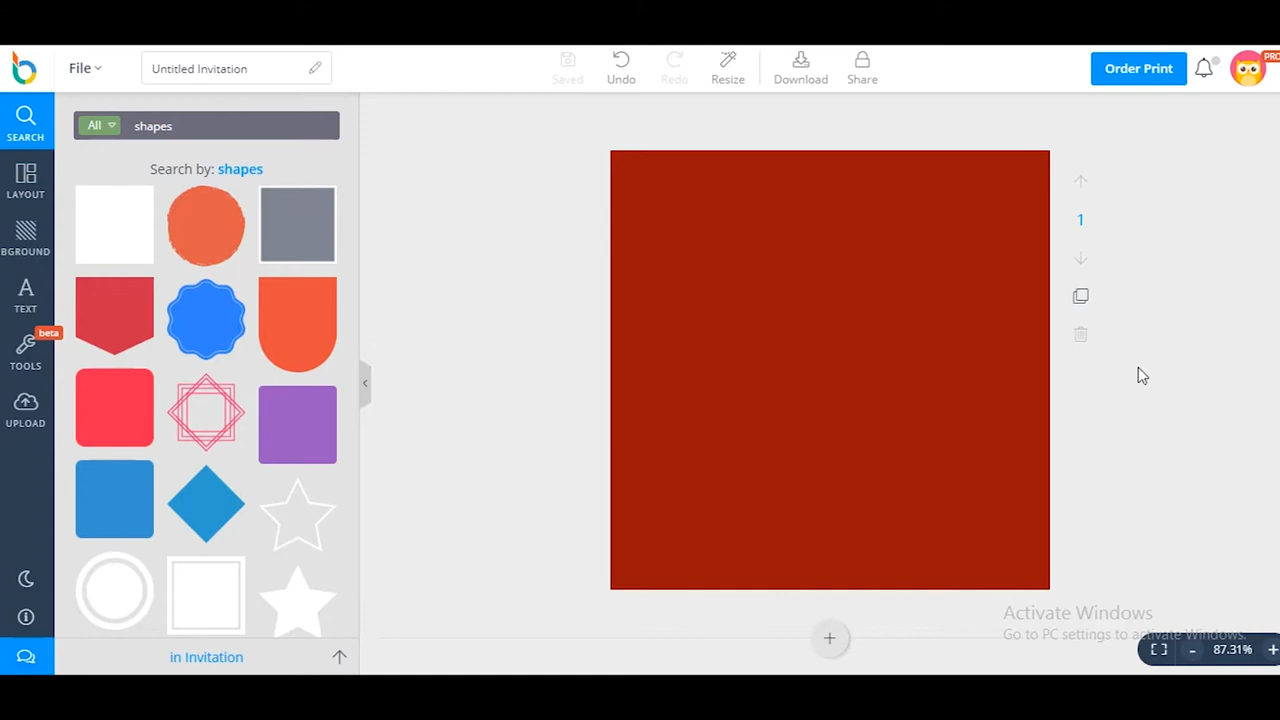 File
Untitled Invitation
Saved
Undo
Redo
Resize
Download
Share
Order Print
PRO
SEARCH
All
shapes
Search by: shapes
LAYOUT
BGROUND
TEXT
beta
TOOLS
UPLOAD
1
in Invitation
Activate Windows
Go to PC settings to activate Windows.
- 87.31% +